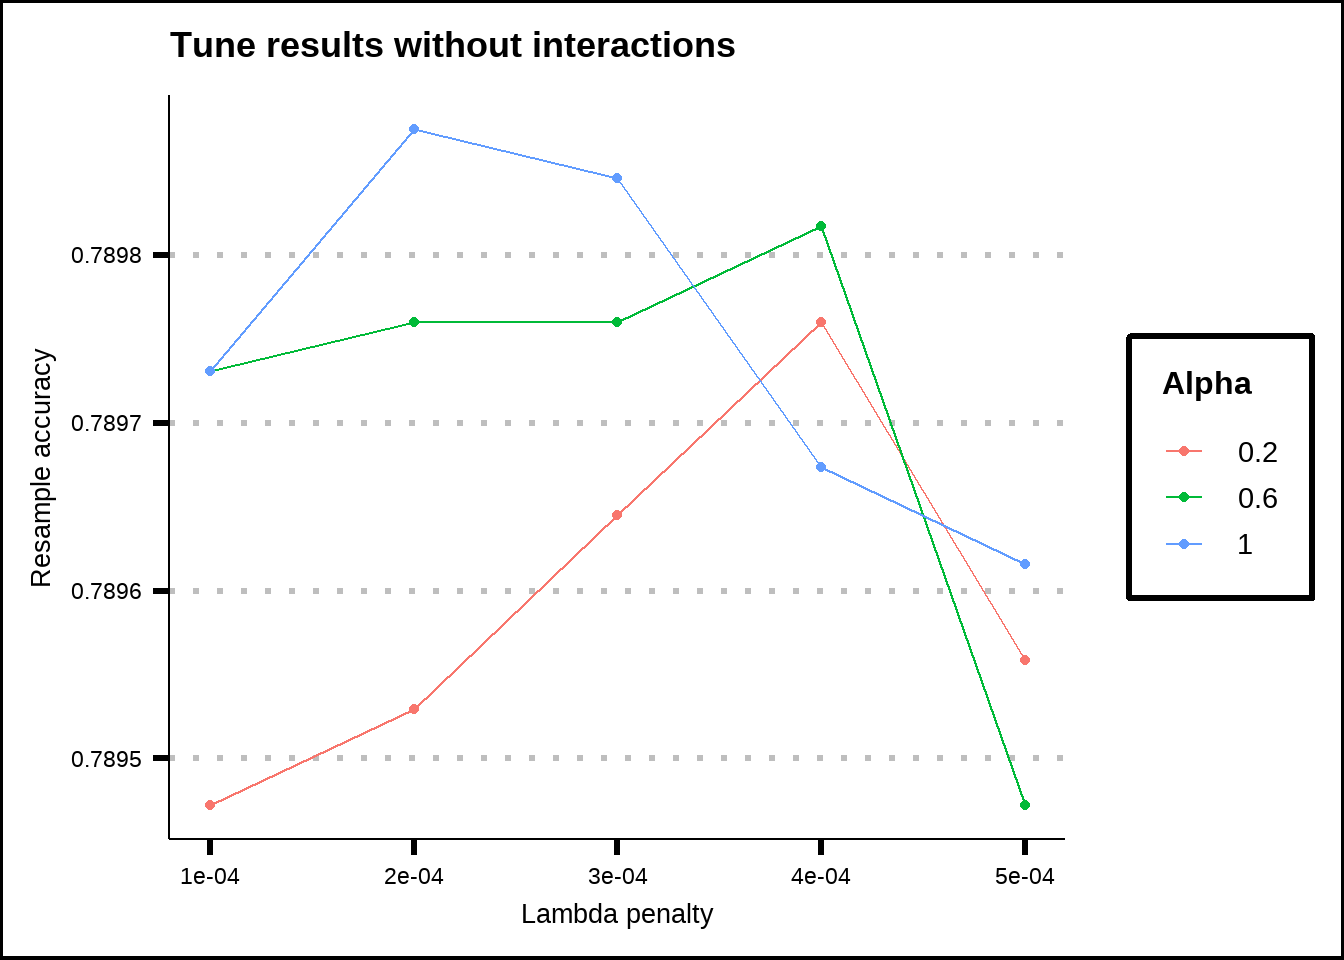 Tune results without interactions
Resample accuracy
0.7898
0.7897
0.7896
0.7895
1e-04
2e-04
3e-04
4e-04
5e-04
Lambda penalty
Alpha
0.2
0.6
1